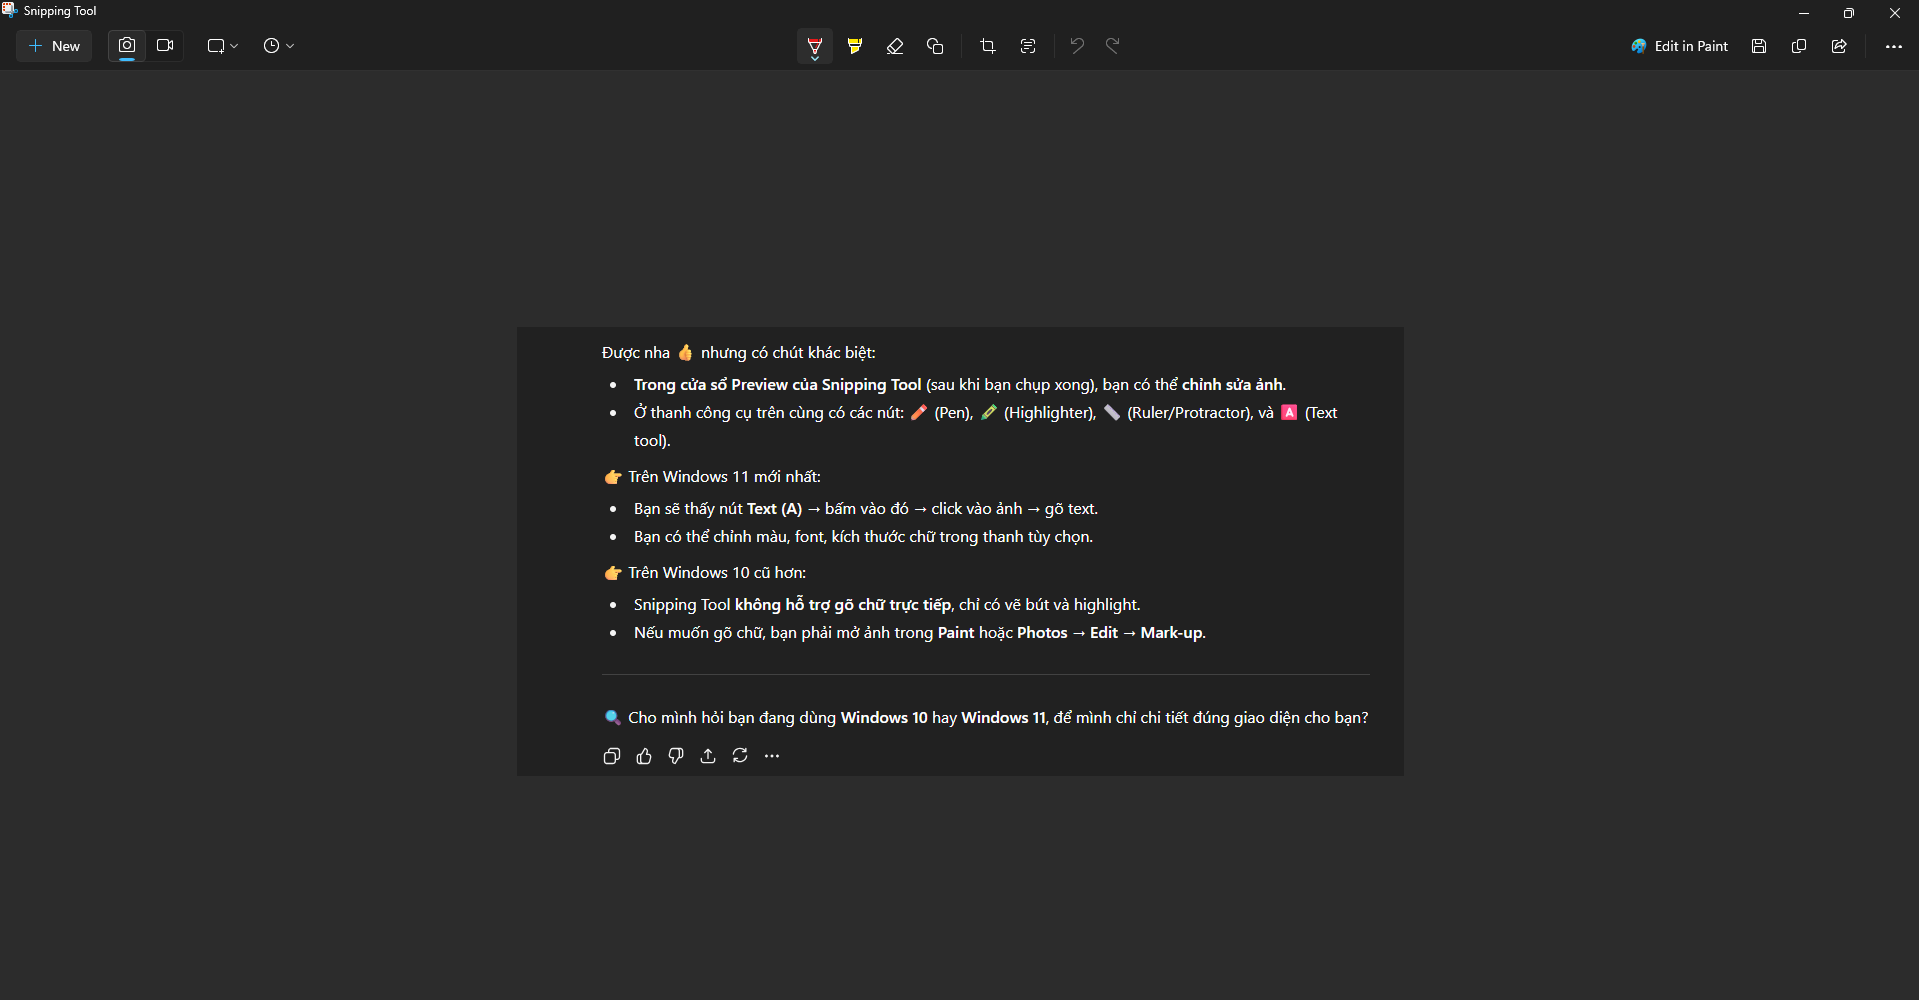 Snipping Tool
New
Edit in Paint
Được nha 👍 nhưng có chút khác biệt:
• Trong cửa sổ Preview của Snipping Tool (sau khi bạn chụp xong), bạn có thể chỉnh sửa ảnh.
• Ở thanh công cụ trên cùng có các nút: 🖍️ (Pen), 🖍️ (Highlighter), 📏 (Ruler/Protractor), và 🅰️ (Text
tool).
👉 Trên Windows 11 mới nhất:
• Bạn sẽ thấy nút Text (A) → bấm vào đó → click vào ảnh → gõ text.
• Bạn có thể chỉnh màu, font, kích thước chữ trong thanh tùy chọn.
👉 Trên Windows 10 cũ hơn:
• Snipping Tool không hỗ trợ gõ chữ trực tiếp, chỉ có vẽ bút và highlight.
• Nếu muốn gõ chữ, bạn phải mở ảnh trong Paint hoặc Photos → Edit → Mark-up.
🔍 Cho mình hỏi bạn đang dùng Windows 10 hay Windows 11, để mình chỉ chi tiết đúng giao diện cho bạn?